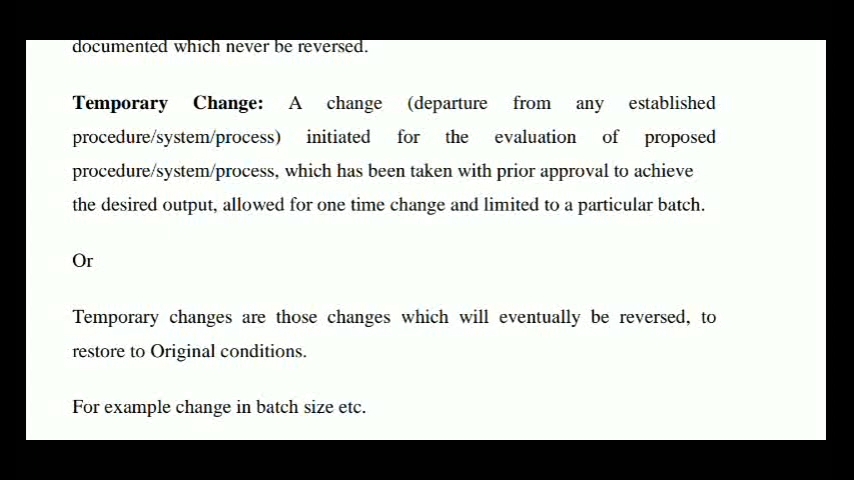 documented which never be reversed.
Temporary Change: A change (departure from any established
procedure/system/process) initiated for the evaluation of proposed
procedure/system/process, which has been taken with prior approval to achieve
the desired output, allowed for one time change and limited to a particular batch.
Or
Temporary changes are those changes which will eventually be reversed, to
restore to Original conditions.
For example change in batch size etc.